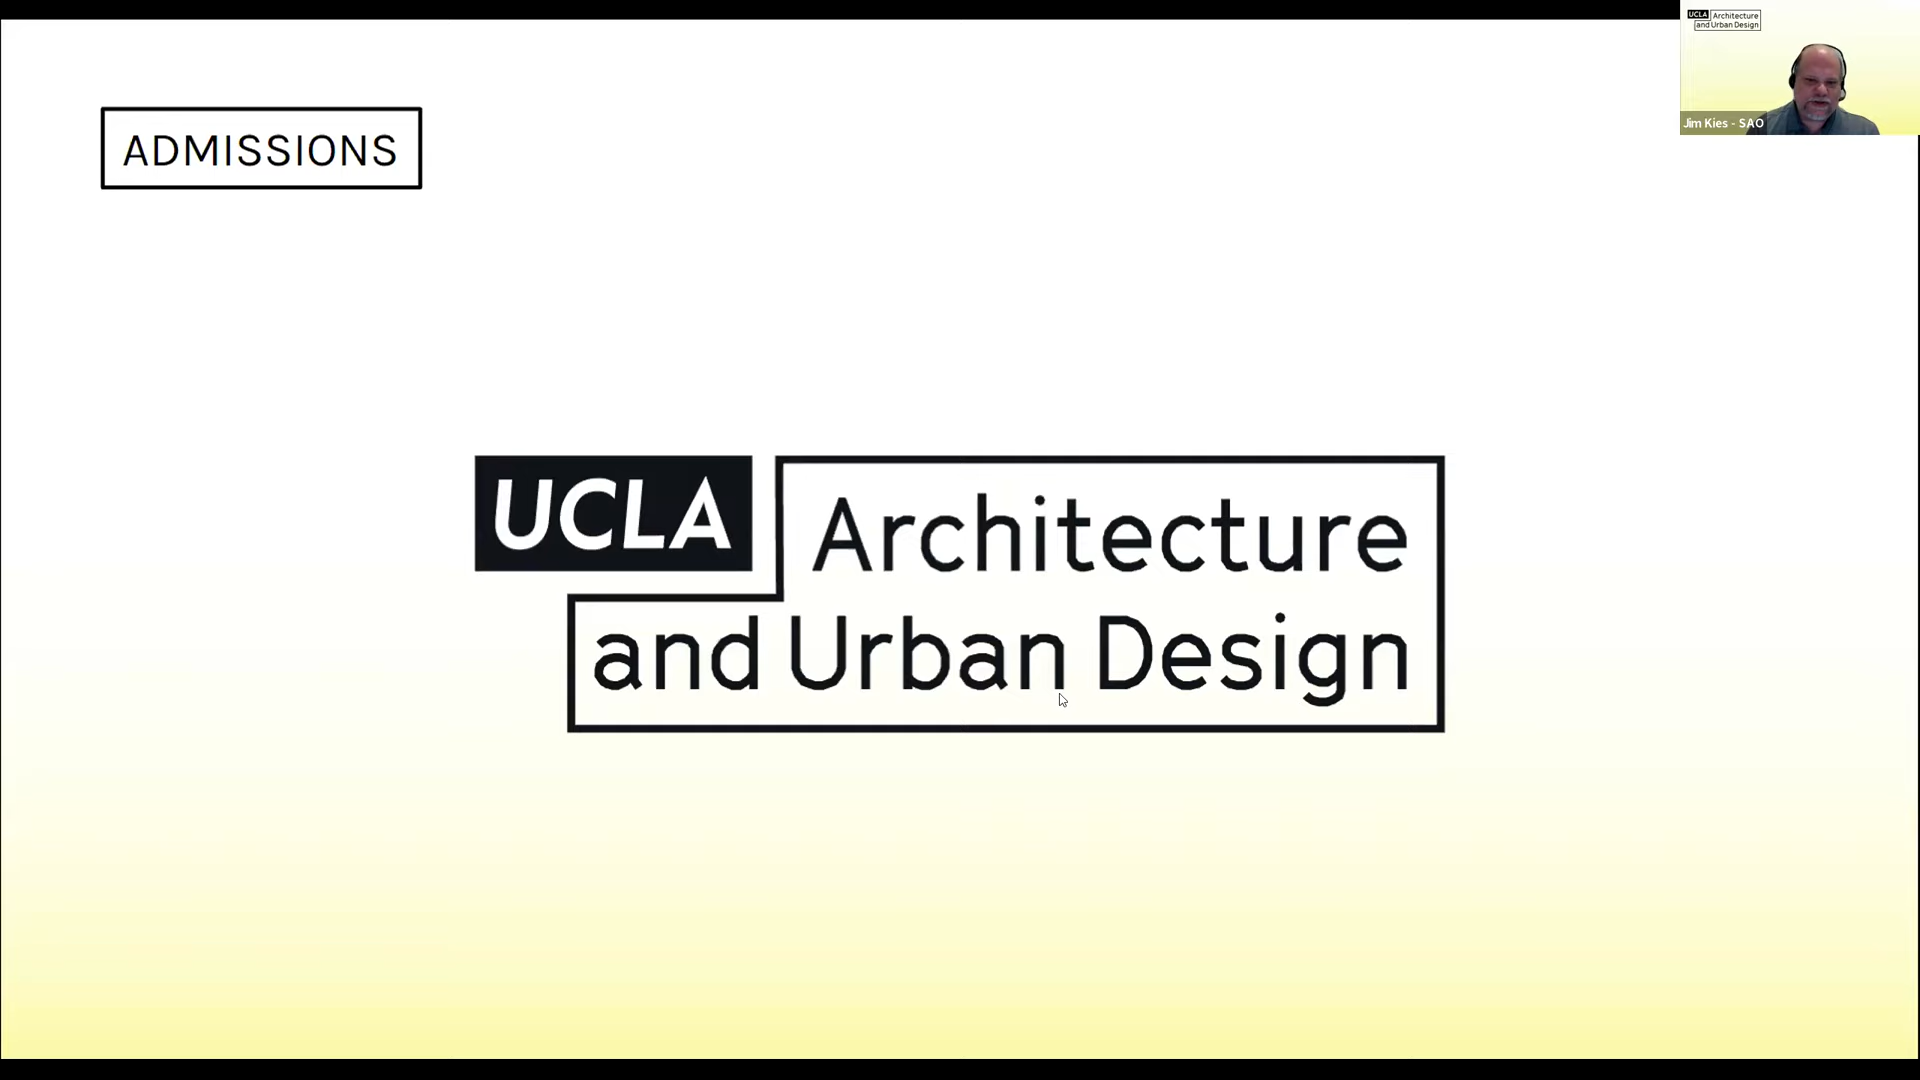 UCLA Architecture
and Urban Design
Jim Kies - SAO
ADMISSIONS
UCLA Architecture
and Urban Design